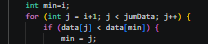 int min=i;
for (int j = i+1; j < jumData; j++) {
if (data[j] < data[min]) {
min = j;